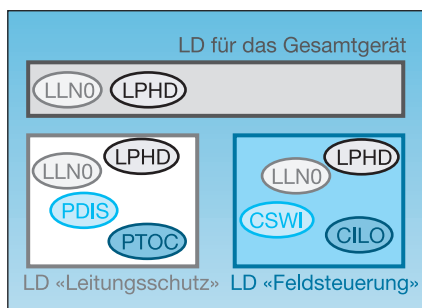 LD für das Gesamtgerät
LLN0 LPHD
LPHD
LLN0
PDIS
PTOC
LD «Leitungsschutz»
LPHD
LLN0
CSWI
CILO
LD «Feldsteuerung»